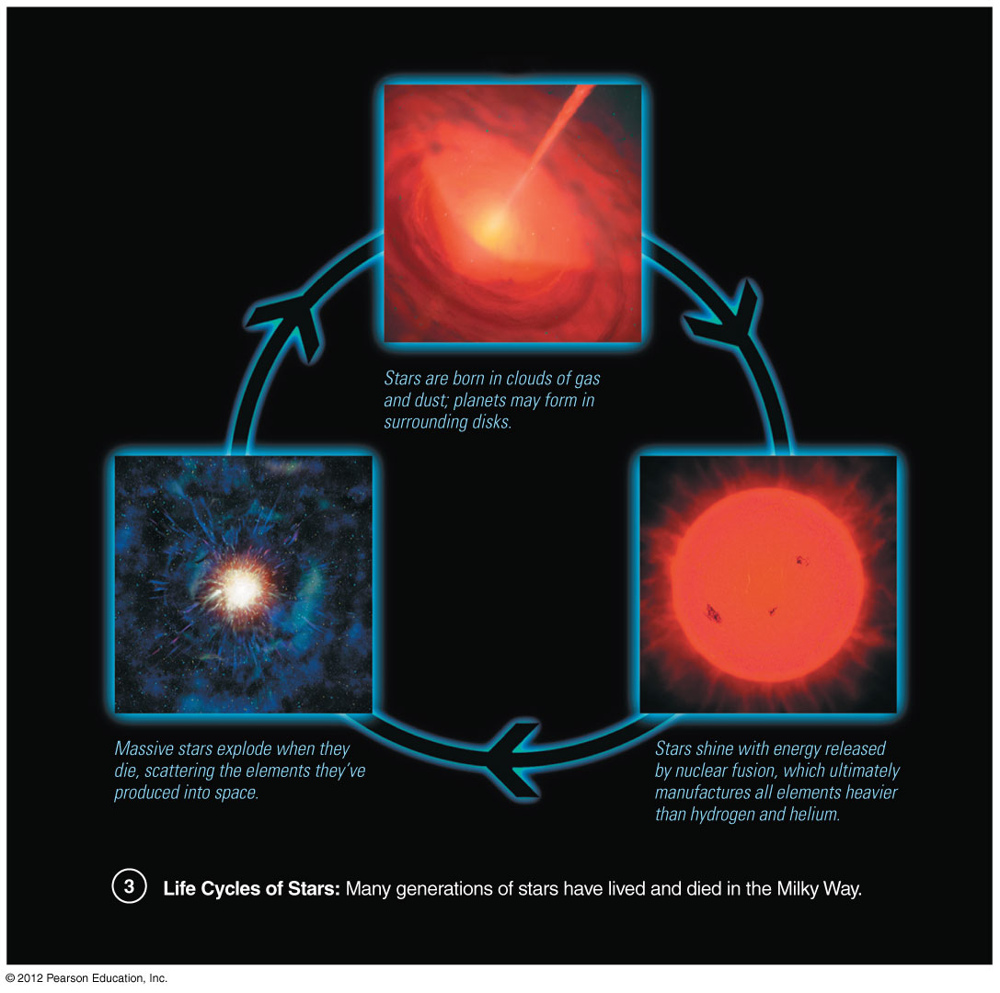 Stars are born in clouds of gas
and dust; planets may form in
surrounding disks.
Massive stars explode when they
die, scattering the elements they’ve
produced into space.
Stars shine with energy released
by nuclear fusion, which ultimately
manufactures all elements heavier
than hydrogen and helium.
3 Life Cycles of Stars: Many generations of stars have lived and died in the Milky Way.
© 2012 Pearson Education, Inc.